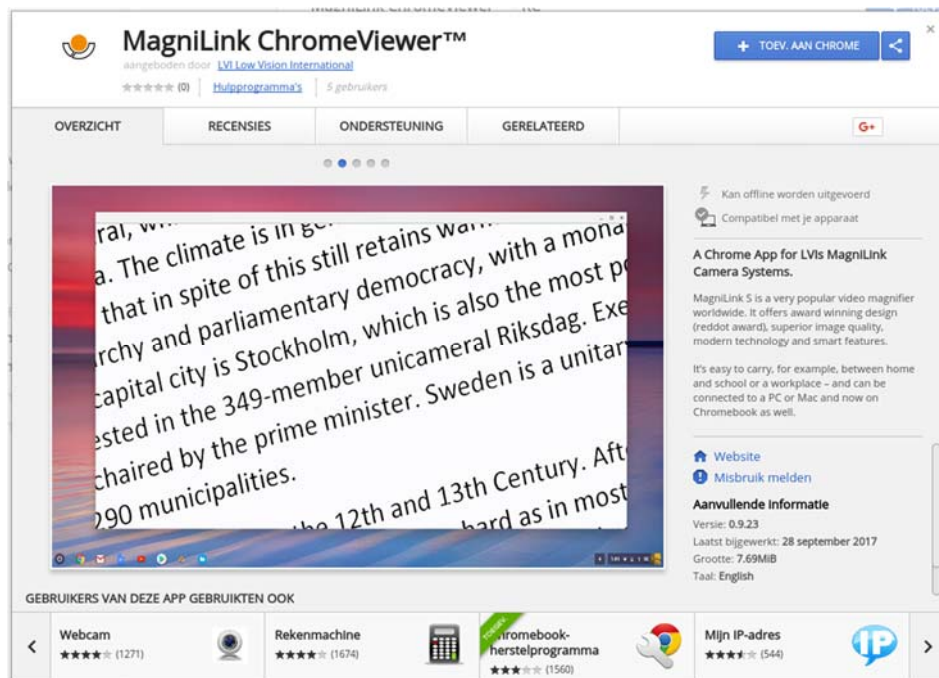 MagniLink ChromeViewer™
aangeboden door LVI Low Vision International
(0) Hulpprogramma's 5 gebruikers
+ TOEV. AAN CHROME
OVERZICHT RECENSIES ONDERSTEUNING GERELATEERD
G+
ral,
a. The climate is in
that in spite of this still retains
rchy and parliamentary democracy, with a mona
capital city is Stockholm, which is also the most po
ested in the 349-member unicameral Riksdag. Exe
chaired by the prime minister. Sweden is a unitar
290 municipalities.
the 12th and 13th Century. Afte
hard as in most
Kan offline worden uitgevoerd
Compatibel met je apparaat
A Chrome App for LVIs MagniLink
Camera Systems.
MagniLink S is a very popular video magnifier
worldwide. It offers award winning design
(reddot award), superior image quality,
modern technology and smart features.
It's easy to carry, for example, between home
and school or a workplace – and can be
connected to a PC or Mac and now on
Chromebook as well.
Website
Misbruik melden
Aanvullende informatie
Versie: 0.9.23
Laatst bijgewerkt: 28 september 2017
Grootte: 7.69MiB
Taal: English
GEBRUIKERS VAN DEZE APP GEBRUIKTEN OOK
Webcam
(1271)
Rekenmachine
(1674)
hromebook-
herstelprogramma
(1560)
Mijn IP-adres
(544)
IP